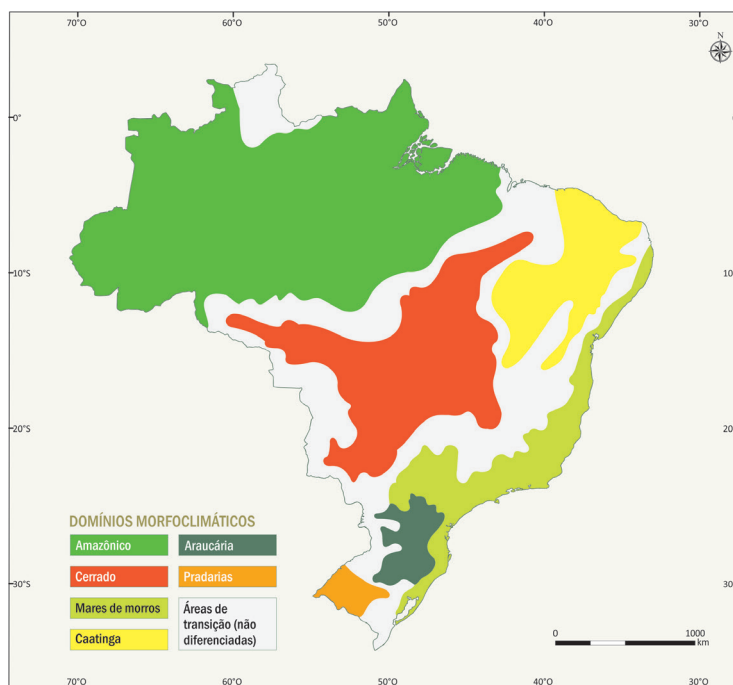 70°O 60°O 50°O 40°O 30°O
N
0°
0°
10°S
10°S
20°S
20°S
30°S
30°S
DOMÍNIOS MORFOCLIMÁTICOS
Amazônico
Araucária
Cerrado
Pradarias
Mares de morros
Áreas de
transição (não
diferenciadas)
Caatinga
0 1000
km
70°O 60°O 50°O 40°O 30°O